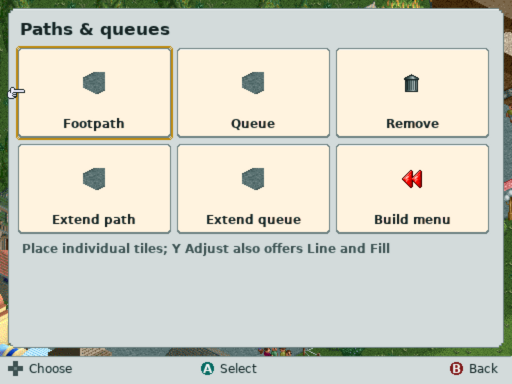 Paths & queues
Footpath
Queue
Remove
Extend path
Extend queue
Build menu
Place individual tiles; Y Adjust also offers Line and Fill
Choose
A Select
B Back